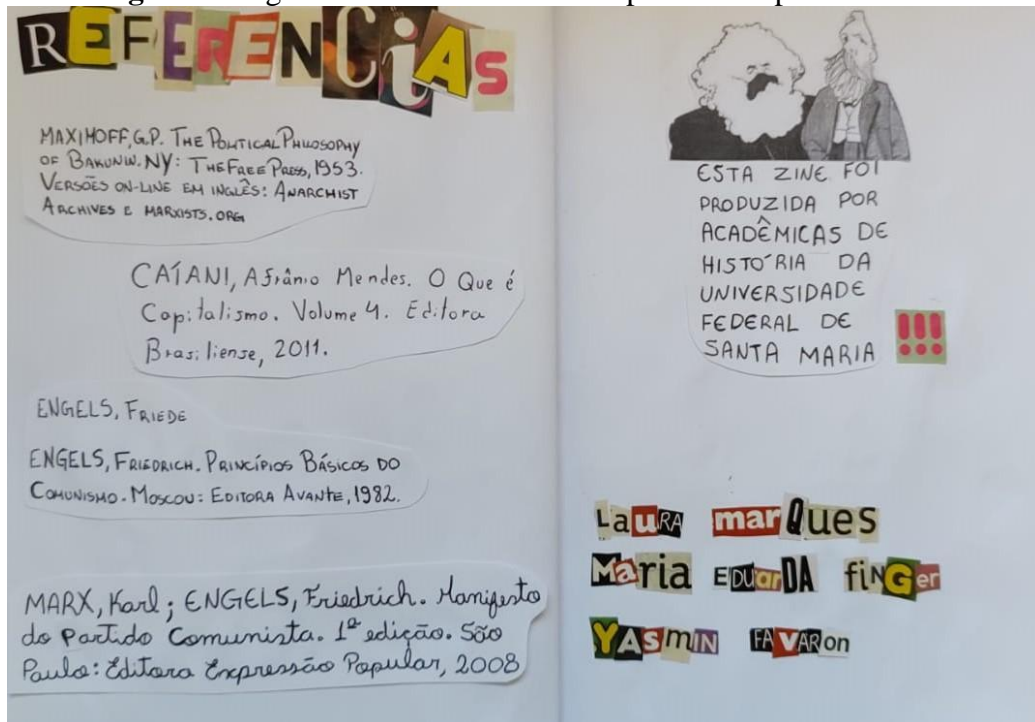 REFERENCIAS
MAXIMOFF, G.P. THE POLITICAL PHILOSOPHY
OF BAKUNIN. NY: THE FREE PRESS, 1953.
VERSÕES ON-LINE EM INGLÊS: ANARCHIST
ARCHIVES E MARXISTS.ORG
CATANI, Afrânio Mendes. O Que é
Capitalismo. Volume 4. Editora
Brasiliense, 2011.
ENGELS, FRIEDE
ENGELS, FRIEDRICH. PRINCÍPIOS BÁSICOS DO
COMUNISMO. MOSCOU: EDITORA AVANTE, 1982.
MARX, Karl; ENGELS, Friedrich. Manifesto
do Partido Comunista. 1ª edição. São
Paulo: Editora Expressão Popular, 2008
ESTA ZINE FOI
PRODUZIDA POR
ACADÊMICAS DE
HISTÓRIA DA
UNIVERSIDADE
FEDERAL DE
SANTA MARIA !!!
LauRA marQues
Maria EDuarDA fiNGer
YASmIN FAVARon